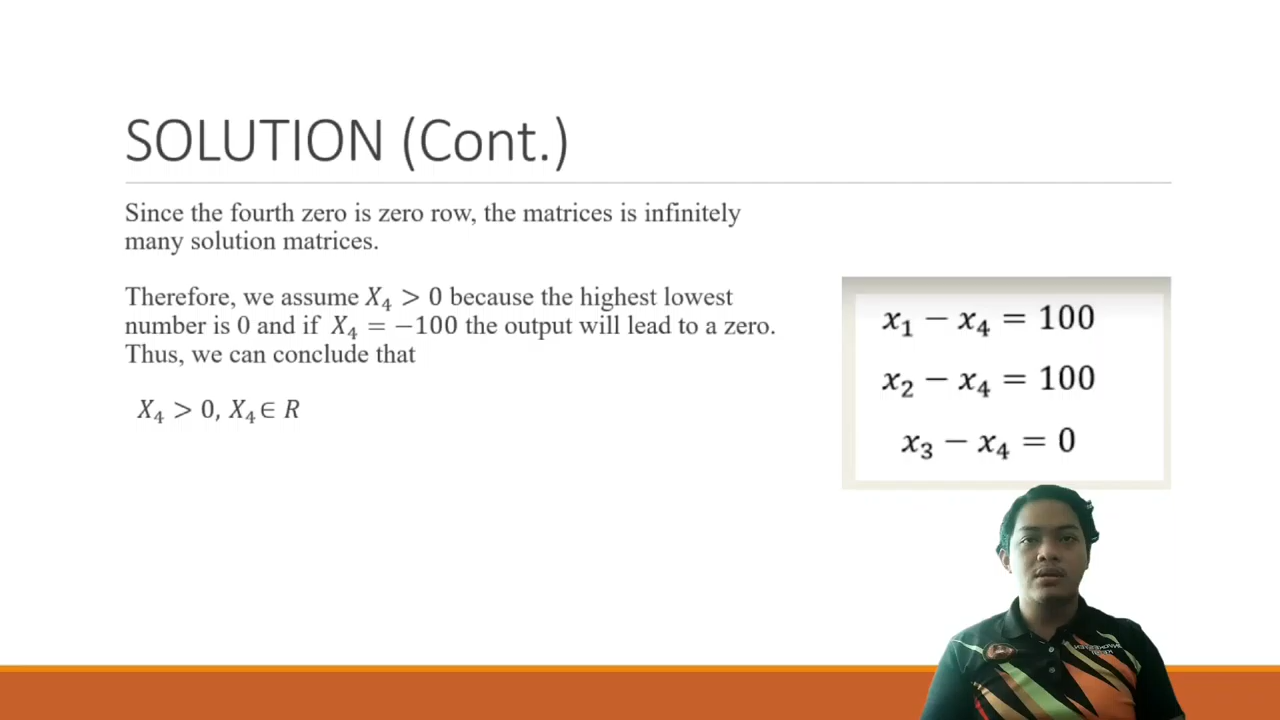 SOLUTION (Cont.)
Since the fourth zero is zero row, the matrices is infinitely
many solution matrices.
Therefore, we assume X₄ > 0 because the highest lowest
number is 0 and if X₄ = −100 the output will lead to a zero.
Thus, we can conclude that
X₄ > 0, X₄ ∈ R
x₁ − x₄ = 100
x₂ − x₄ = 100
x₃ − x₄ = 0